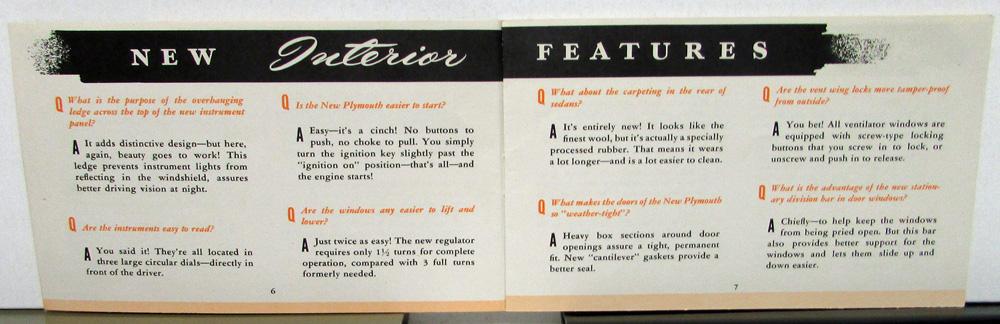 NEW Interior FEATURES
Q What is the purpose of the overhanging
ledge across the top of the new instrument
panel?
A It adds distinctive design—but here,
again, beauty goes to work! This
ledge prevents instrument lights from
reflecting in the windshield, assures
better driving vision at night.
Q Are the instruments easy to read?
A You said it! They're all located in
three large circular dials—directly in
front of the driver.
Q Is the New Plymouth easier to start?
A Easy—it's a cinch! No buttons to
push, no choke to pull. You simply
turn the ignition key slightly past the
"ignition on" position—that's all—and
the engine starts!
Q Are the windows any easier to lift and
lower?
A Just twice as easy! The new regulator
requires only 1½ turns for complete
operation, compared with 3 full turns
formerly needed.
6
Q What about the carpeting in the rear of
sedans?
A It's entirely new! It looks like the
finest wool, but it's actually a specially
processed rubber. That means it wears
a lot longer—and is a lot easier to clean.
Q What makes the doors of the New Plymouth
so "weather-tight"?
A Heavy box sections around door
openings assure a tight, permanent
fit. New "cantilever" gaskets provide a
better seal.
Q Are the vent wing locks more tamper-proof
from outside?
A You bet! All ventilator windows are
equipped with screw-type locking
buttons that you screw in to lock, or
unscrew and push in to release.
Q What is the advantage of the new station-
ary division bar in door windows?
A Chiefly—to help keep the windows
from being pried open. But this bar
also provides better support for the
windows and lets them slide up and
down easier.
7